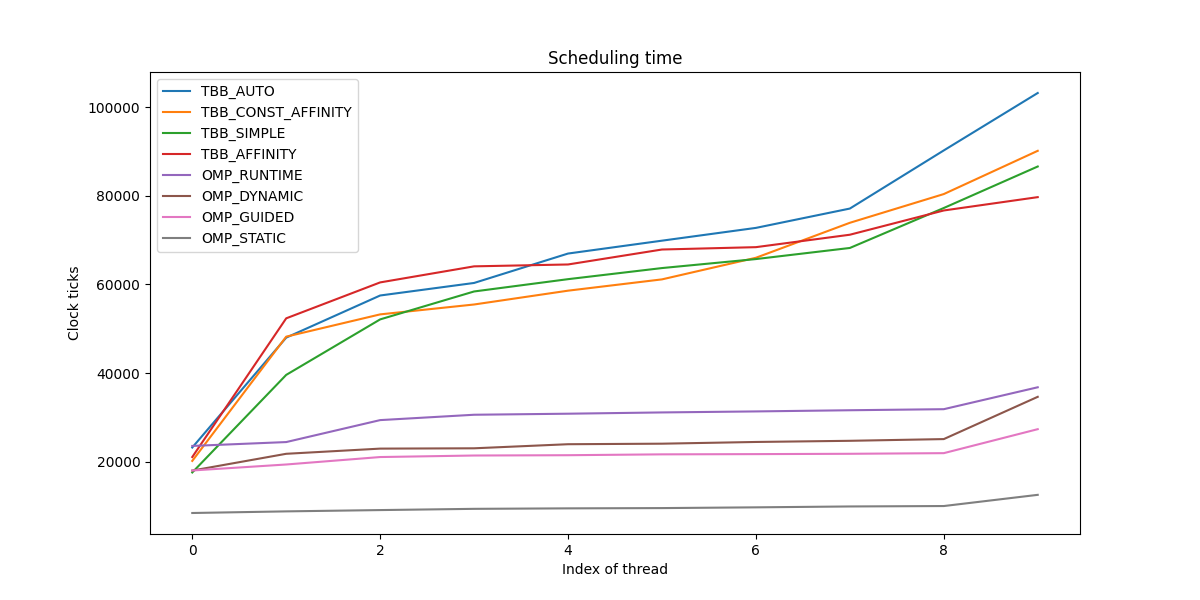 Scheduling time
TBB_AUTO
TBB_CONST_AFFINITY
TBB_SIMPLE
TBB_AFFINITY
OMP_RUNTIME
OMP_DYNAMIC
OMP_GUIDED
OMP_STATIC
100000
80000
60000
40000
20000
Clock ticks
0 2 4 6 8
Index of thread